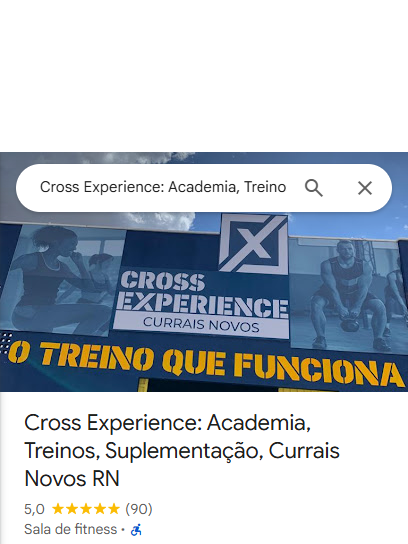 Cross Experience: Academia, Treino
CROSS
EXPERIENCE
CURRAIS NOVOS
O TREINO QUE FUNCIONA
Cross Experience: Academia,
Treinos, Suplementação, Currais
Novos RN
5,0 (90)
Sala de fitness ·